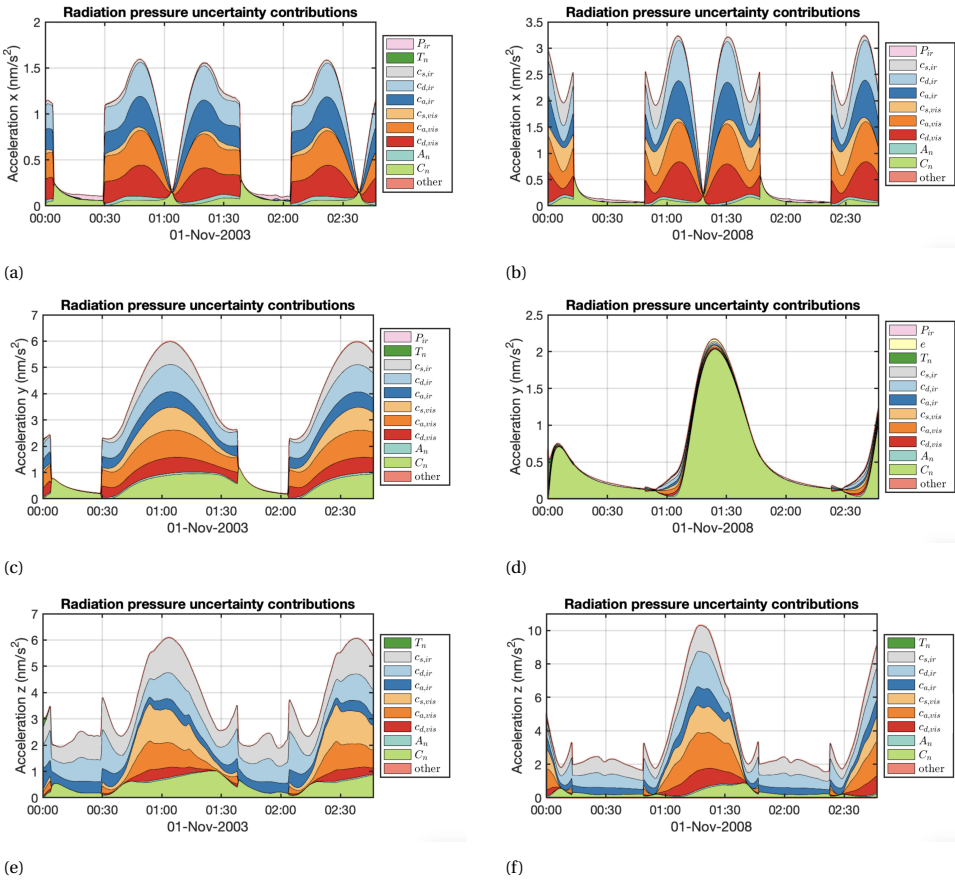 Radiation pressure uncertainty contributions
Acceleration x (nm/s²)
2
1.5
1
0.5
0
00:00 00:30 01:00 01:30 02:00 02:30
01-Nov-2003
P_ir
T_n
c_s,ir
c_d,ir
c_a,ir
c_s,vis
c_a,vis
c_d,vis
A_n
C_n
other
(a)
Radiation pressure uncertainty contributions
Acceleration x (nm/s²)
3.5
3
2.5
2
1.5
1
0.5
0
00:00 00:30 01:00 01:30 02:00 02:30
01-Nov-2008
P_ir
c_s,ir
c_d,ir
c_a,ir
c_s,vis
c_a,vis
c_d,vis
A_n
C_n
other
(b)
Radiation pressure uncertainty contributions
Acceleration y (nm/s²)
7
6
5
4
3
2
1
0
00:00 00:30 01:00 01:30 02:00 02:30
01-Nov-2003
P_ir
T_n
c_s,ir
c_d,ir
c_a,ir
c_s,vis
c_a,vis
c_d,vis
A_n
C_n
other
(c)
Radiation pressure uncertainty contributions
Acceleration y (nm/s²)
2.5
2
1.5
1
0.5
0
00:00 00:30 01:00 01:30 02:00 02:30
01-Nov-2008
P_ir
e
T_n
c_s,ir
c_d,ir
c_a,ir
c_s,vis
c_a,vis
c_d,vis
A_n
C_n
other
(d)
Radiation pressure uncertainty contributions
Acceleration z (nm/s²)
7
6
5
4
3
2
1
0
00:00 00:30 01:00 01:30 02:00 02:30
01-Nov-2003
T_n
c_s,ir
c_d,ir
c_a,ir
c_s,vis
c_a,vis
c_d,vis
A_n
C_n
other
(e)
Radiation pressure uncertainty contributions
Acceleration z (nm/s²)
10
8
6
4
2
0
00:00 00:30 01:00 01:30 02:00 02:30
01-Nov-2008
T_n
c_s,ir
c_d,ir
c_a,ir
c_s,vis
c_a,vis
c_d,vis
A_n
C_n
other
(f)